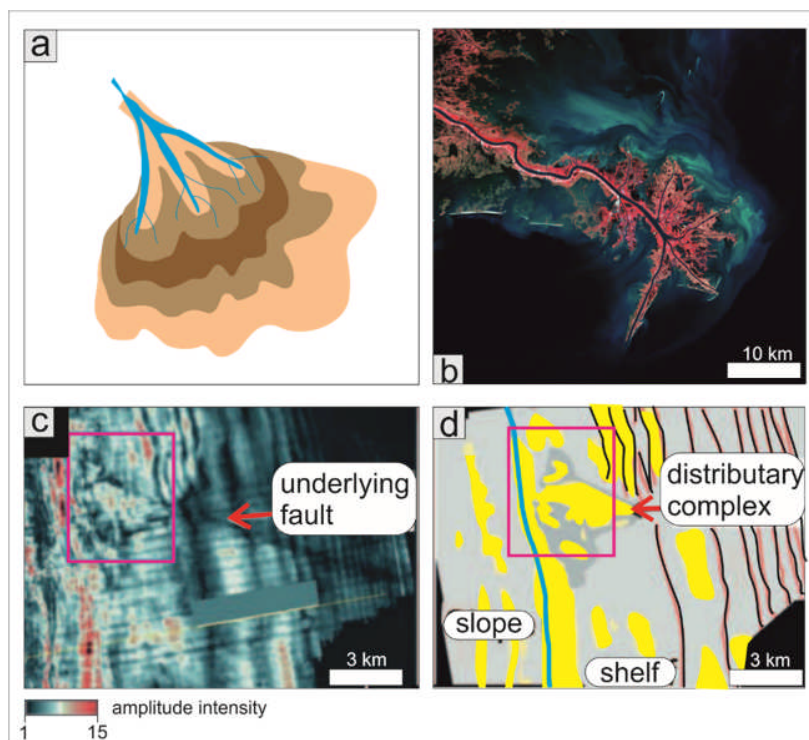 a
b
10 km
c
underlying
fault
3 km
d
distributary
complex
slope
shelf
3 km
amplitude intensity
1
15